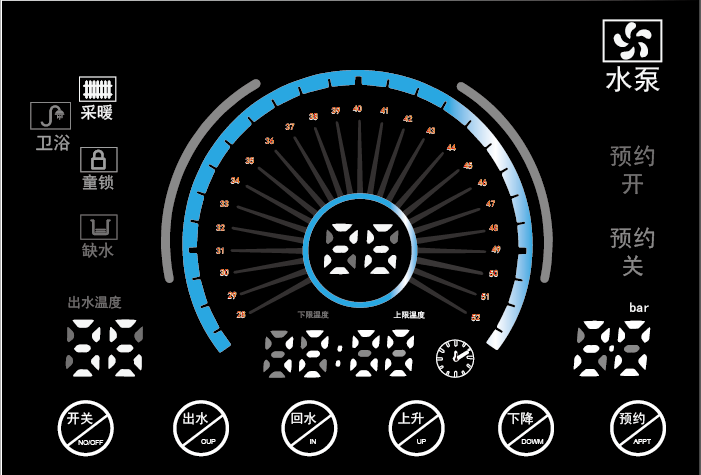 水泵
采暖
卫浴
童锁
缺水
预约
开
预约
关
28
29
30
31
32
33
34
35
36
37
38
39
40
41
42
43
44
45
46
47
48
49
50
51
52
出水温度
下限温度
上限温度
bar
开关
NO/OFF
出水
OUP
回水
IN
上升
UP
下降
DOWM
预约
APPT